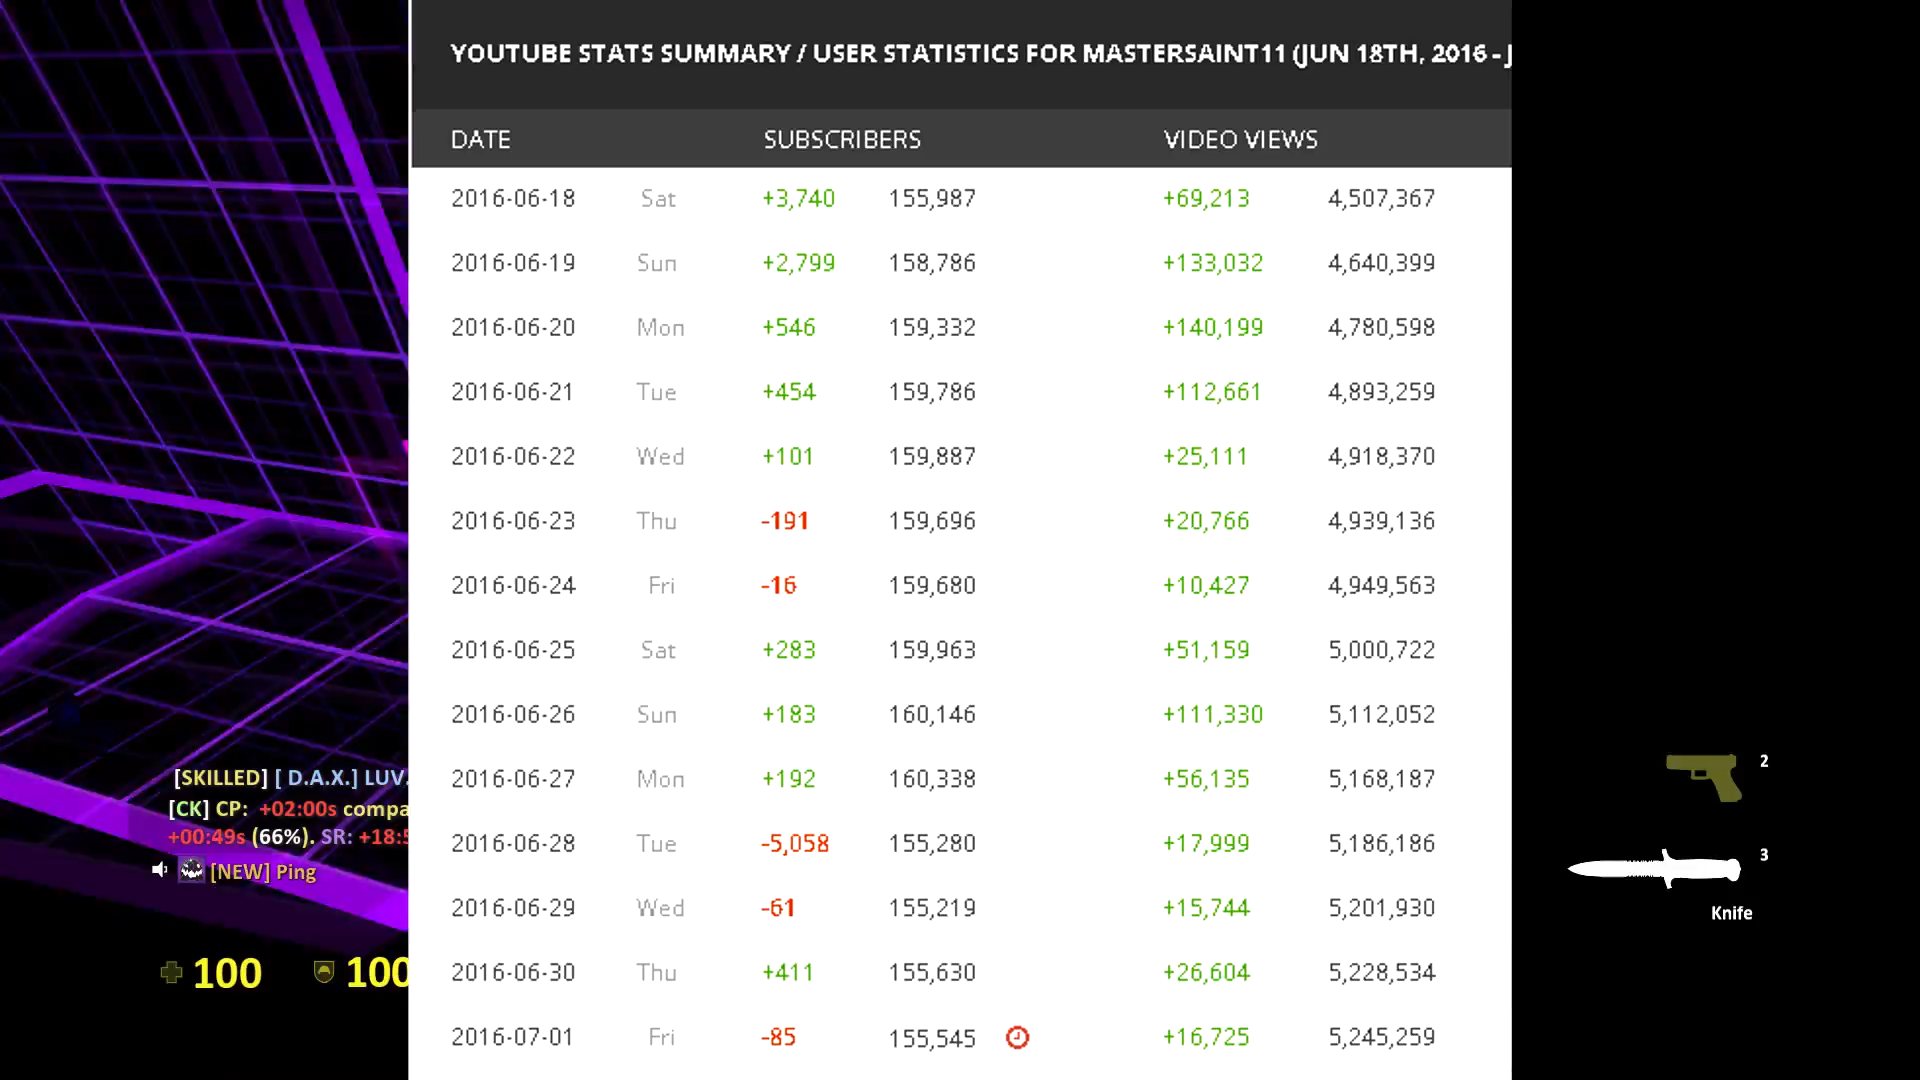 YOUTUBE STATS SUMMARY / USER STATISTICS FOR MASTERSAINT11 (JUN 18TH, 2016 - J
DATE SUBSCRIBERS VIDEO VIEWS
2016-06-18 Sat +3,740 155,987 +69,213 4,507,367
2016-06-19 Sun +2,799 158,786 +133,032 4,640,399
2016-06-20 Mon +546 159,332 +140,199 4,780,598
2016-06-21 Tue +454 159,786 +112,661 4,893,259
2016-06-22 Wed +101 159,887 +25,111 4,918,370
2016-06-23 Thu -191 159,696 +20,766 4,939,136
2016-06-24 Fri -16 159,680 +10,427 4,949,563
2016-06-25 Sat +283 159,963 +51,159 5,000,722
2016-06-26 Sun +183 160,146 +111,330 5,112,052
2016-06-27 Mon +192 160,338 +56,135 5,168,187
2016-06-28 Tue -5,058 155,280 +17,999 5,186,186
2016-06-29 Wed -61 155,219 +15,744 5,201,930
2016-06-30 Thu +411 155,630 +26,604 5,228,534
2016-07-01 Fri -85 155,545 +16,725 5,245,259
[SKILLED] [ D.A.X.] LUV.
[CK] CP: +02:00s compa
+00:49s (66%). SR: +18:5
[NEW] Ping
100 100
2
3
Knife